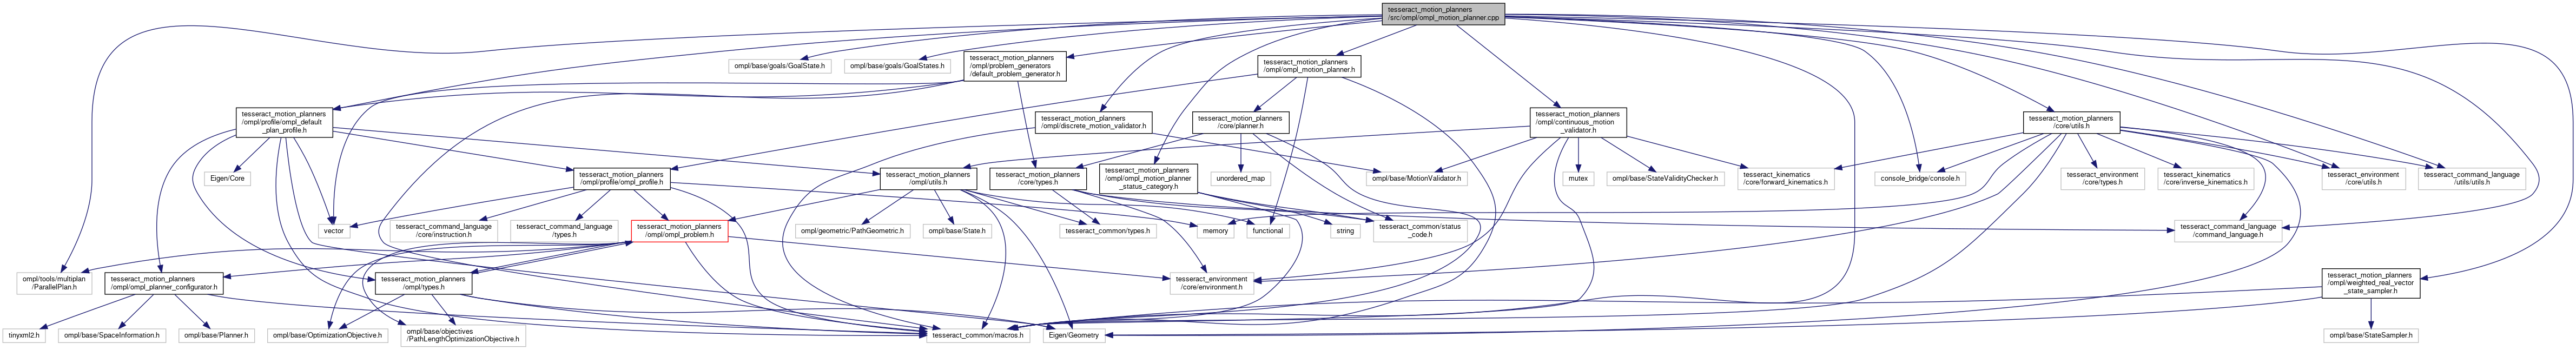 tesseract_motion_planners
/src/ompl/ompl_motion_planner.cpp
tesseract_motion_planners
/ompl/problem_generators
/default_problem_generator.h
ompl/base/goals/GoalState.h
ompl/base/goals/GoalStates.h
tesseract_motion_planners
/ompl/ompl_motion_planner.h
tesseract_motion_planners
/ompl/profile/ompl_default
_plan_profile.h
tesseract_motion_planners
/ompl/discrete_motion_validator.h
tesseract_motion_planners
/core/planner.h
tesseract_motion_planners
/ompl/continuous_motion
_validator.h
tesseract_motion_planners
/core/utils.h
Eigen/Core
tesseract_motion_planners
/ompl/profile/ompl_profile.h
tesseract_motion_planners
/ompl/utils.h
tesseract_motion_planners
/core/types.h
tesseract_motion_planners
/ompl/ompl_motion_planner
_status_category.h
unordered_map
ompl/base/MotionValidator.h
mutex
ompl/base/StateValidityChecker.h
tesseract_kinematics
/core/forward_kinematics.h
console_bridge/console.h
tesseract_environment
/core/types.h
tesseract_kinematics
/core/inverse_kinematics.h
tesseract_environment
/core/utils.h
tesseract_command_language
/utils/utils.h
vector
tesseract_command_language
/core/instruction.h
tesseract_command_language
/types.h
tesseract_motion_planners
/ompl/ompl_problem.h
ompl/geometric/PathGeometric.h
ompl/base/State.h
tesseract_common/types.h
memory
functional
string
tesseract_common/status
_code.h
tesseract_command_language
/command_language.h
ompl/tools/multiplan
/ParallelPlan.h
tesseract_motion_planners
/ompl/ompl_planner_configurator.h
tesseract_motion_planners
/ompl/types.h
tesseract_environment
/core/environment.h
tesseract_motion_planners
/ompl/weighted_real_vector
_state_sampler.h
tinyxml2.h
ompl/base/SpaceInformation.h
ompl/base/Planner.h
ompl/base/OptimizationObjective.h
ompl/base/objectives
/PathLengthOptimizationObjective.h
tesseract_common/macros.h
Eigen/Geometry
ompl/base/StateSampler.h